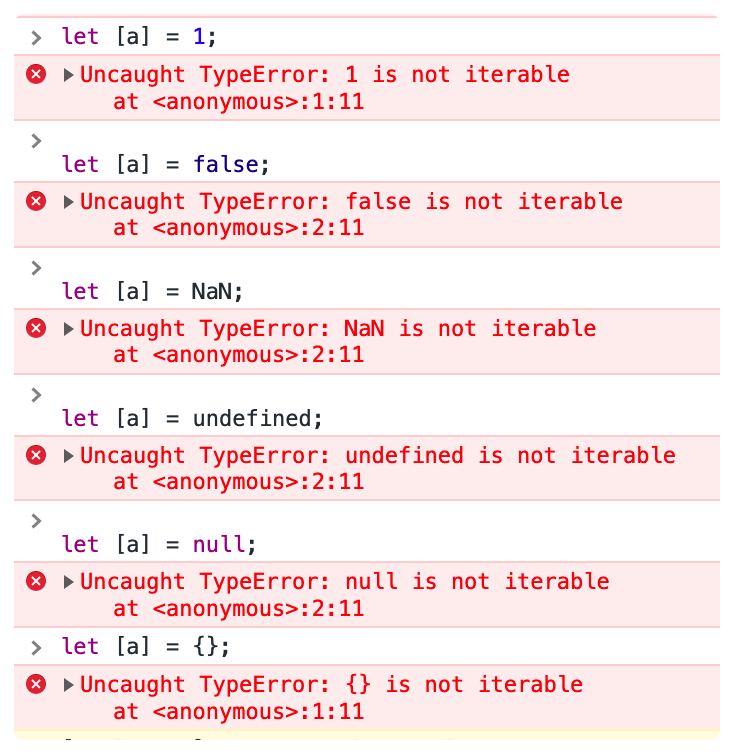 let [a] = 1;
Uncaught TypeError: 1 is not iterable
at <anonymous>:1:11
let [a] = false;
Uncaught TypeError: false is not iterable
at <anonymous>:2:11
let [a] = NaN;
Uncaught TypeError: NaN is not iterable
at <anonymous>:2:11
let [a] = undefined;
Uncaught TypeError: undefined is not iterable
at <anonymous>:2:11
let [a] = null;
Uncaught TypeError: null is not iterable
at <anonymous>:2:11
let [a] = {};
Uncaught TypeError: {} is not iterable
at <anonymous>:1:11